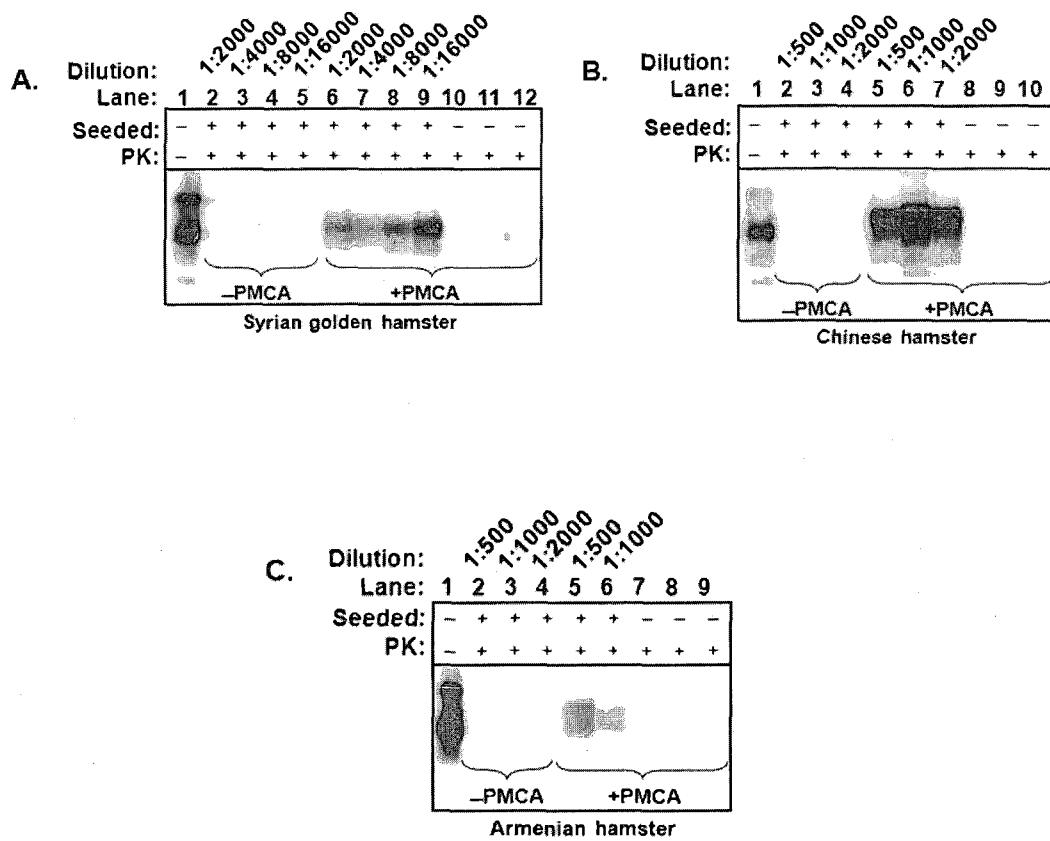 A.
Dilution: 1:2000 1:4000 1:8000 1:16000 1:2000 1:4000 1:8000 1:16000
Lane: 1 2 3 4 5 6 7 8 9 10 11 12
Seeded: – + + + + + + + + – – –
PK: – + + + + + + + + + + +
–PMCA +PMCA
Syrian golden hamster
B.
Dilution: 1:500 1:1000 1:2000 1:500 1:1000 1:2000
Lane: 1 2 3 4 5 6 7 8 9 10
Seeded: – + + + + + + – – –
PK: – + + + + + + + + +
–PMCA +PMCA
Chinese hamster
C.
Dilution: 1:500 1:1000 1:2000 1:500 1:1000
Lane: 1 2 3 4 5 6 7 8 9
Seeded: – + + + + + – – –
PK: – + + + + + + + +
–PMCA +PMCA
Armenian hamster